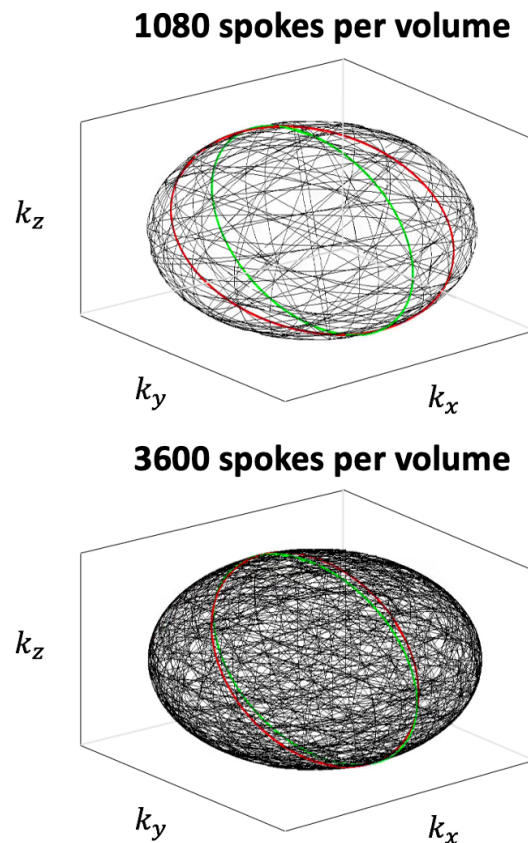 1080 spokes per volume
k_z
k_y
k_x
3600 spokes per volume
k_z
k_y
k_x